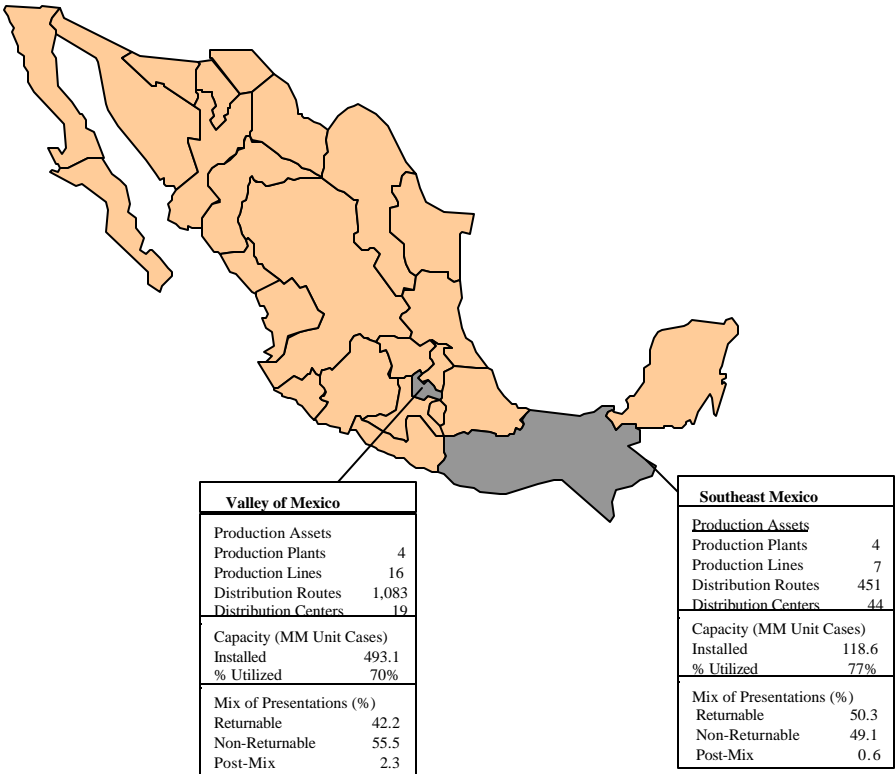 Valley of Mexico
Production Assets
Production Plants 4
Production Lines 16
Distribution Routes 1,083
Distribution Centers 19
Capacity (MM Unit Cases)
Installed 493.1
% Utilized 70%
Mix of Presentations (%)
Returnable 42.2
Non-Returnable 55.5
Post-Mix 2.3
Southeast Mexico
Production Assets
Production Plants 4
Production Lines 7
Distribution Routes 451
Distribution Centers 44
Capacity (MM Unit Cases)
Installed 118.6
% Utilized 77%
Mix of Presentations (%)
Returnable 50.3
Non-Returnable 49.1
Post-Mix 0.6